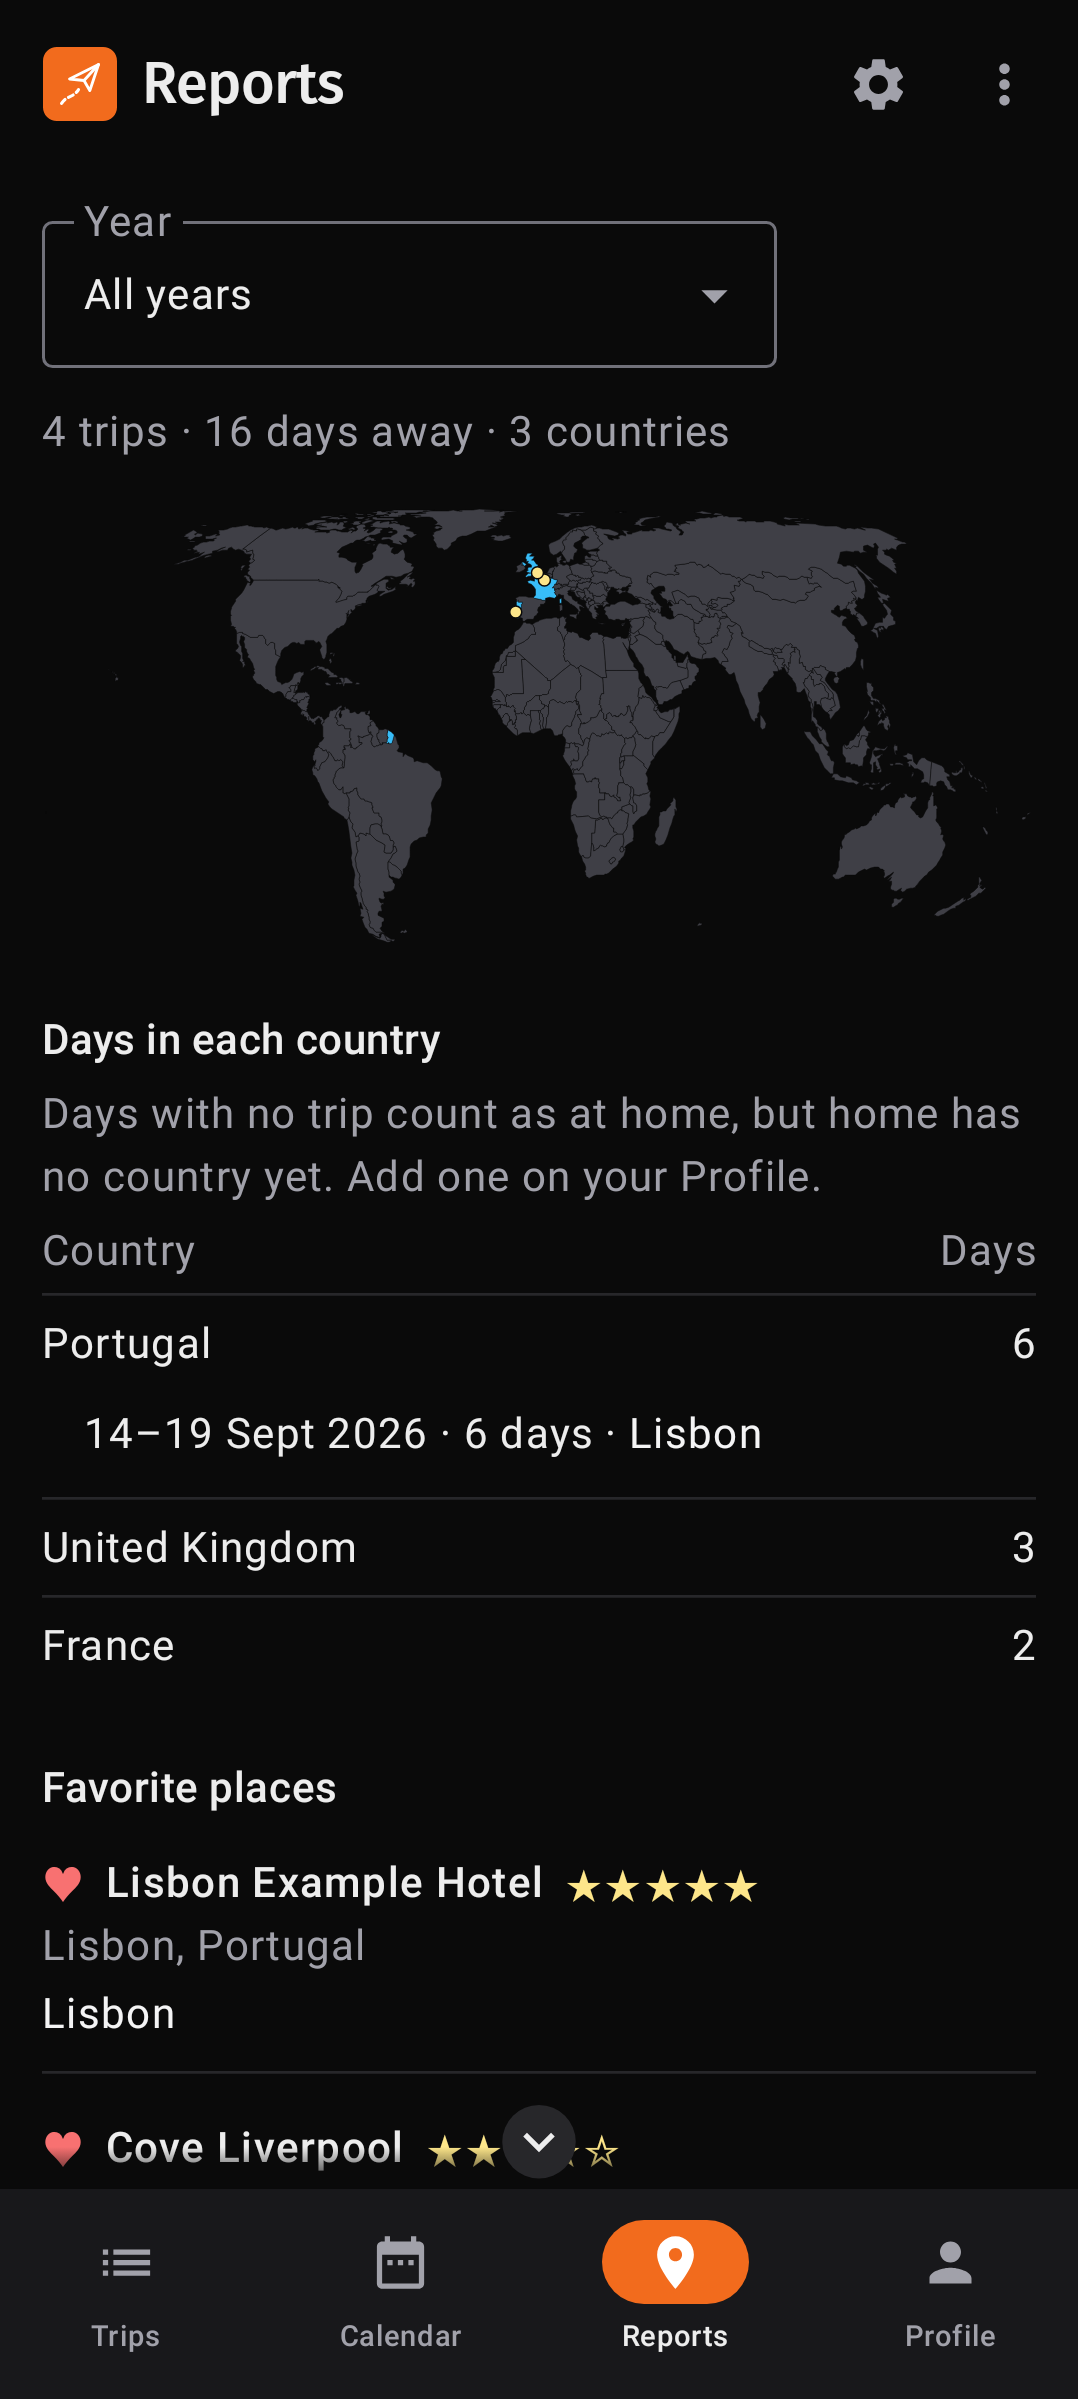 Reports
Year
All years
4 trips · 16 days away · 3 countries
Days in each country
Days with no trip count as at home, but home has
no country yet. Add one on your Profile.
Country Days
Portugal 6
14–19 Sept 2026 · 6 days · Lisbon
United Kingdom 3
France 2
Favorite places
Lisbon Example Hotel ★★★★★
Lisbon, Portugal
Lisbon
Cove Liverpool
Trips Calendar Reports Profile